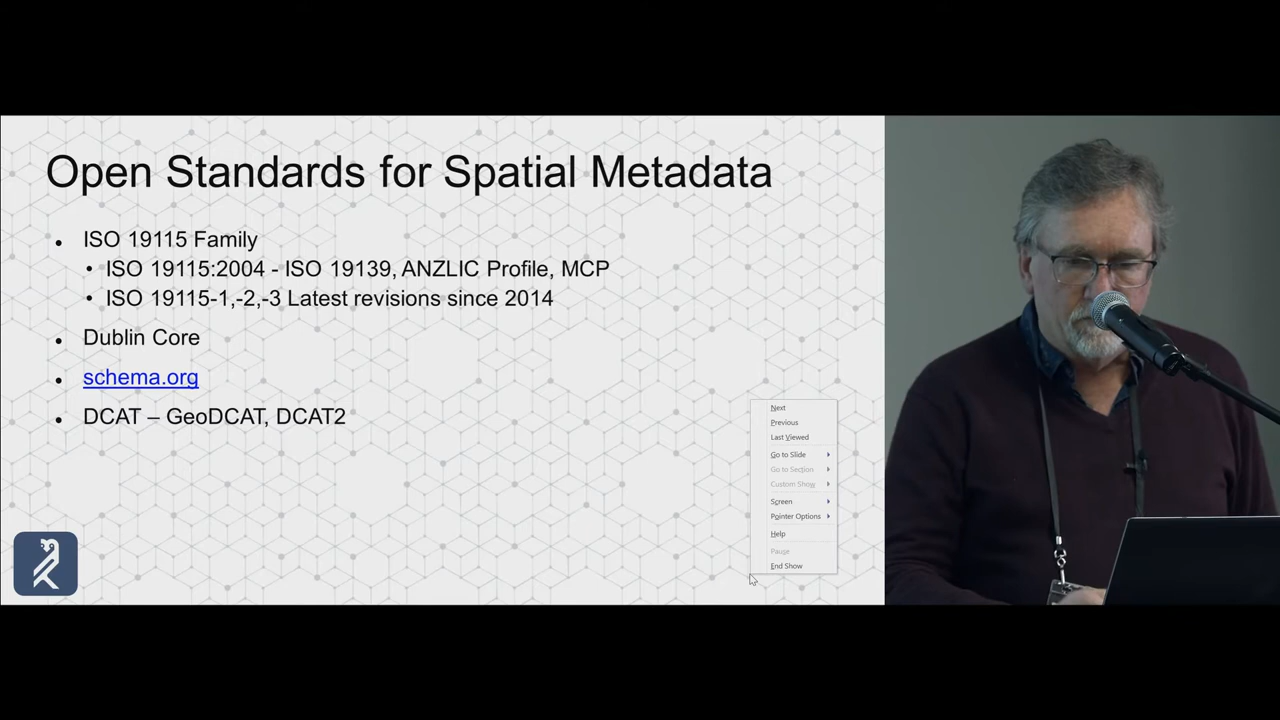 Open Standards for Spatial Metadata
• ISO 19115 Family
• ISO 19115:2004 - ISO 19139, ANZLIC Profile, MCP
• ISO 19115-1,-2,-3 Latest revisions since 2014
• Dublin Core
• schema.org
• DCAT – GeoDCAT, DCAT2
Next
Previous
Last Viewed
Go to Slide
Go to Section
Custom Show
Screen
Pointer Options
Help
Pause
End Show